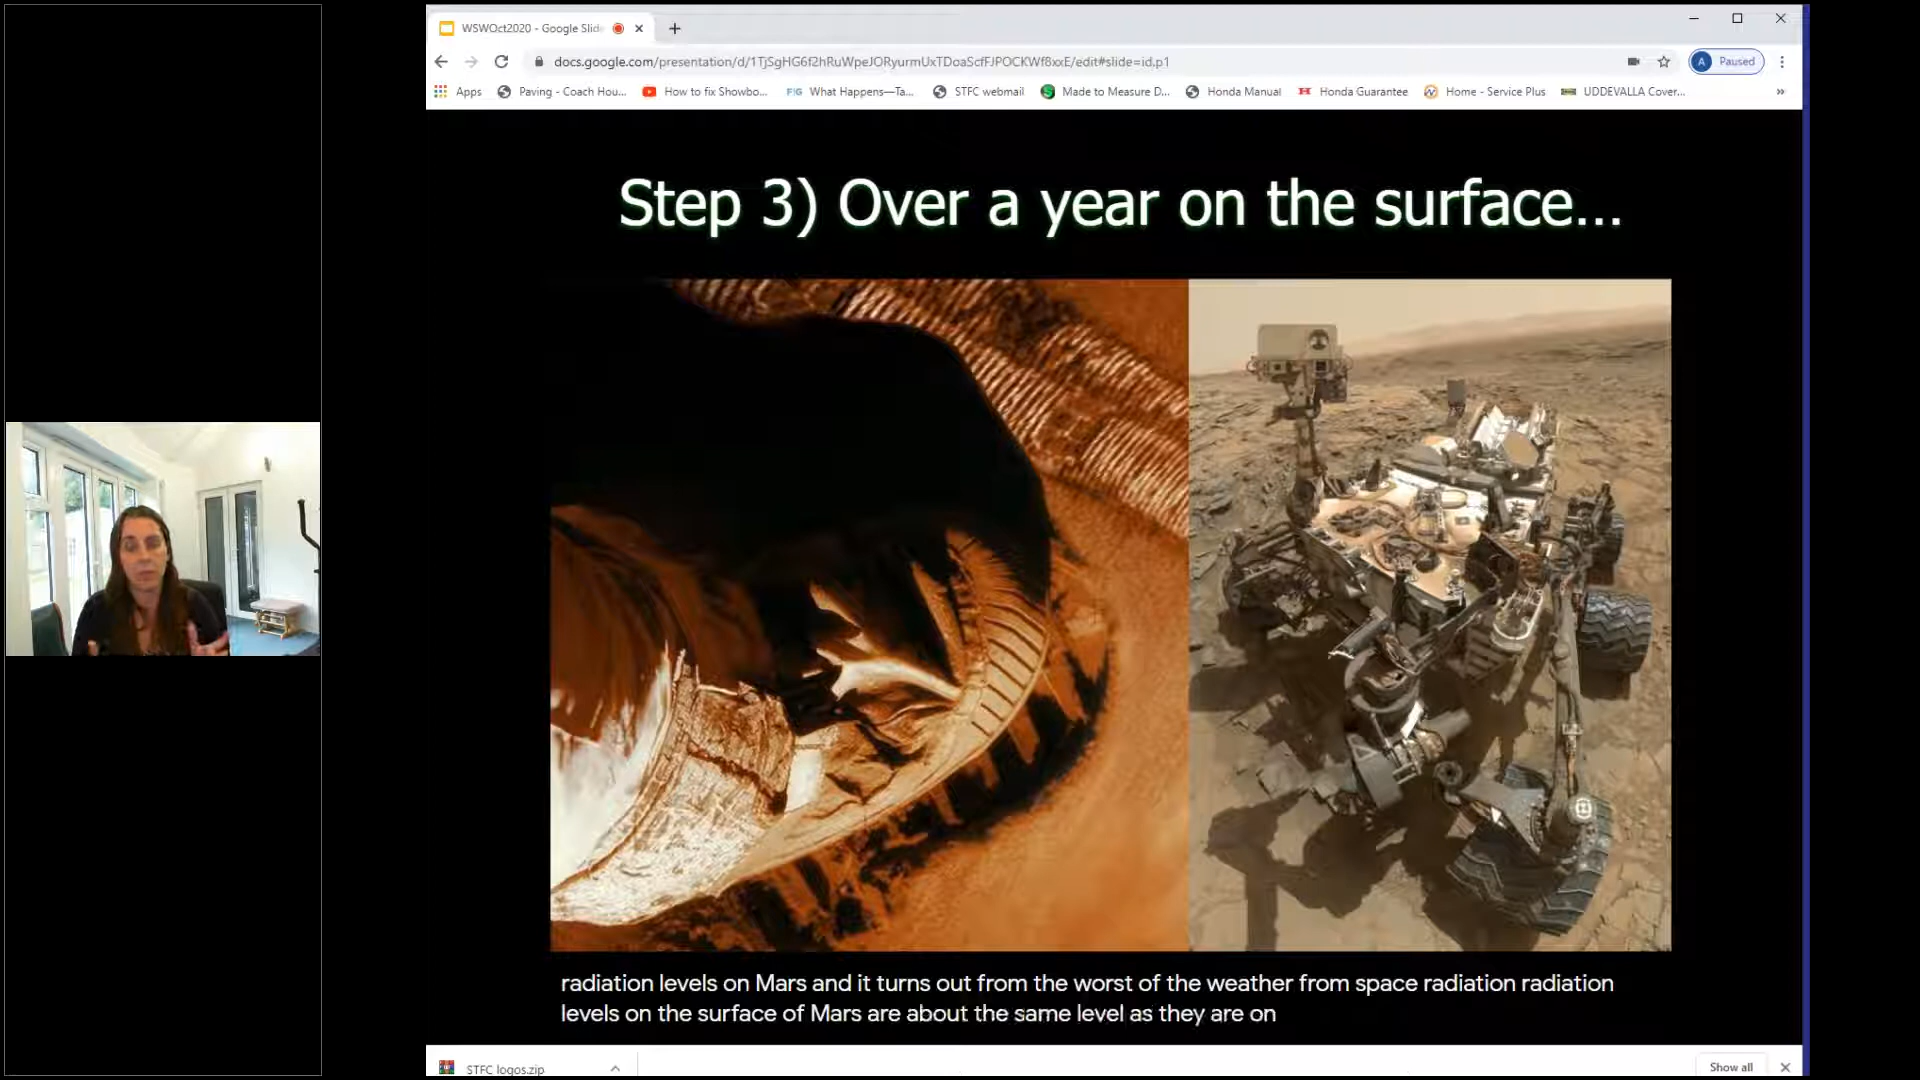 WSWOct2020 - Google Slid
docs.google.com/presentation/d/1TjSgHG6f2hRuWpeJORyurmUxTDoaScfFJPOCKWf8xxE/edit#slide=id.p1
A Paused
Apps Paving - Coach Hou... How to fix Showbo... FIG What Happens—Ta... STFC webmail Made to Measure D... Honda Manual Honda Guarantee Home - Service Plus UDDEVALLA Cover... »
Step 3) Over a year on the surface...
radiation levels on Mars and it turns out from the worst of the weather from space radiation radiation
levels on the surface of Mars are about the same level as they are on
STFC logos.zip
Show all